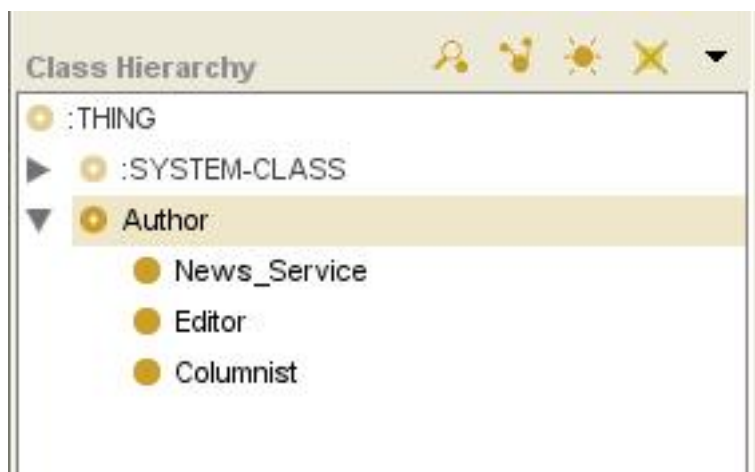 Class Hierarchy
:THING
:SYSTEM-CLASS
Author
News_Service
Editor
Columnist